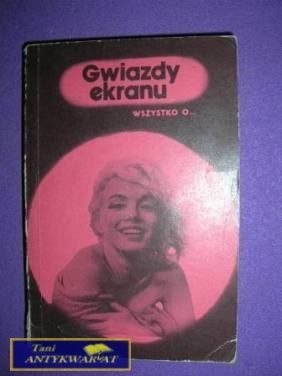 Gwiazdy
ekranu
WSZYSTKO O...
Tani
ANTYKWARIAT